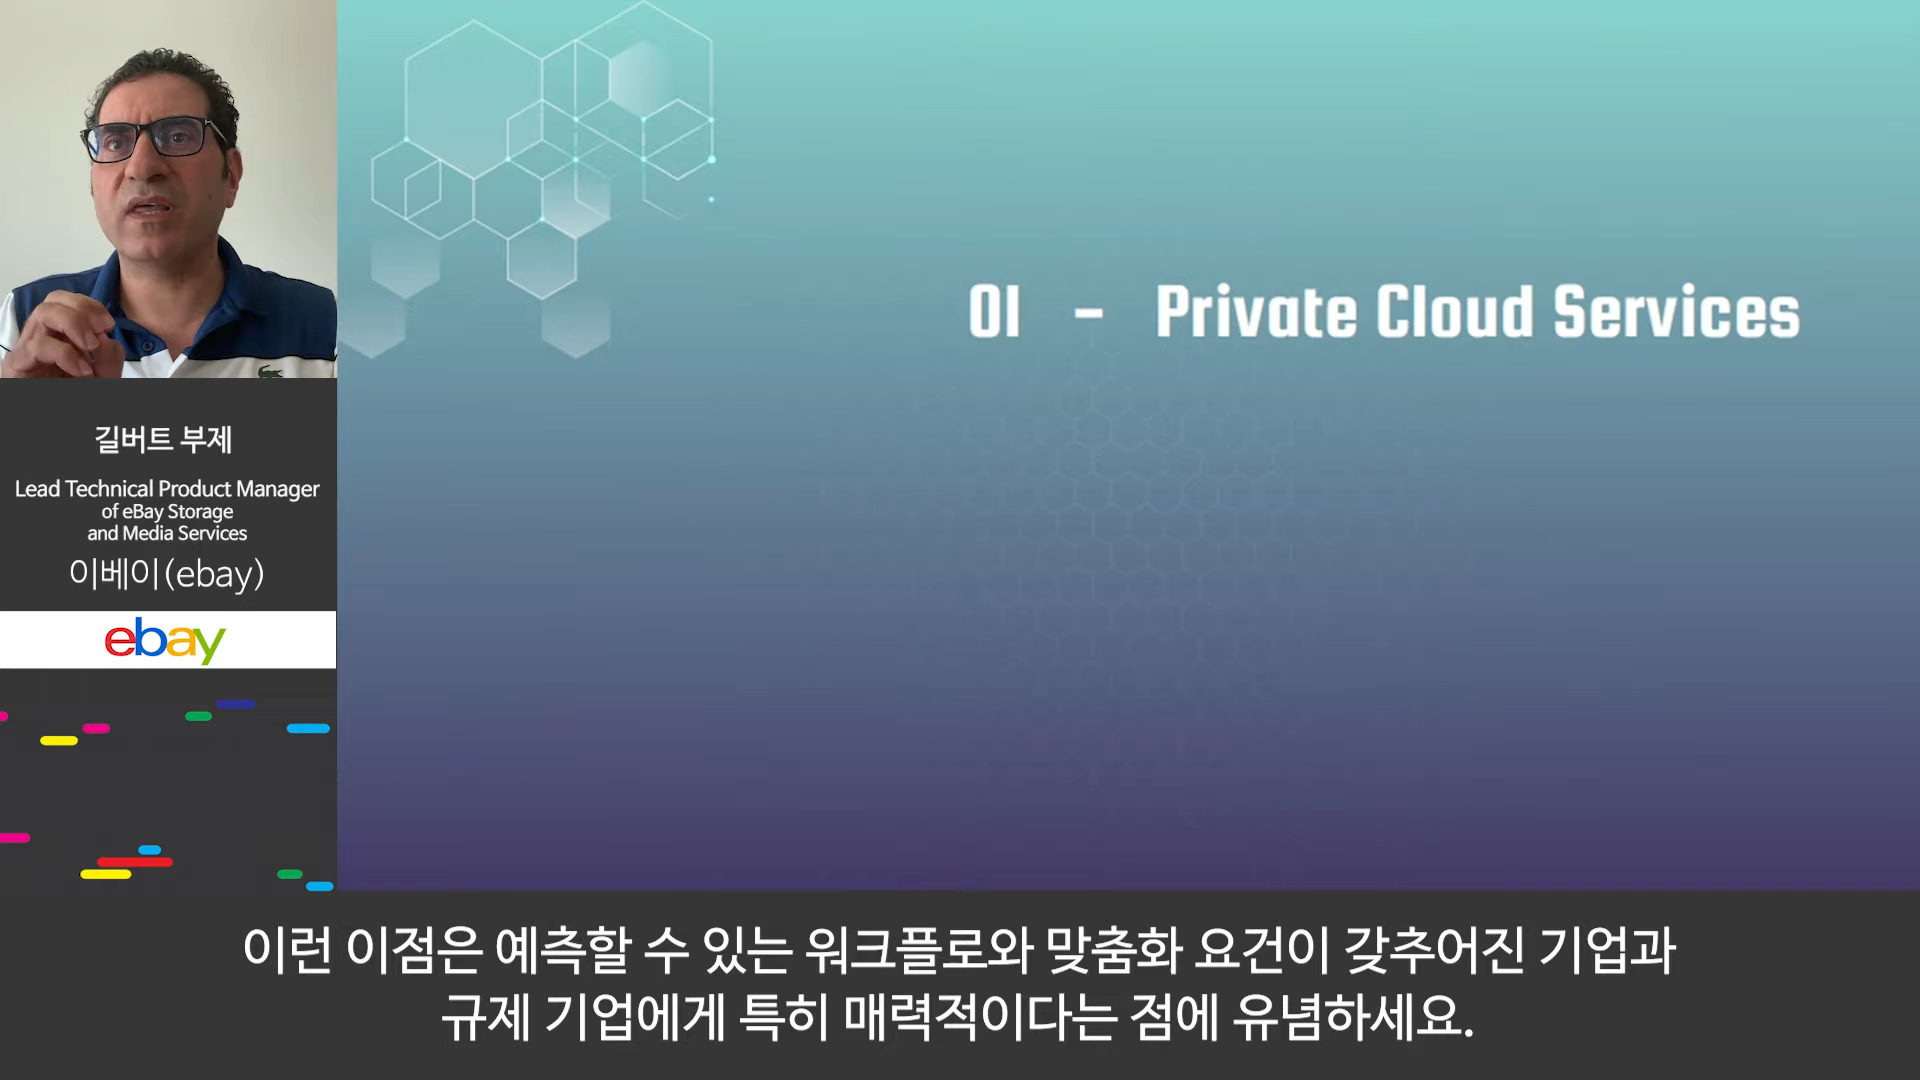 01 - Private Cloud Services
길버트 부제
Lead Technical Product Manager
of eBay Storage
and Media Services
이베이(ebay)
ebay
이런 이점은 예측할 수 있는 워크플로와 맞춤화 요건이 갖추어진 기업과
규제 기업에게 특히 매력적이다는 점에 유념하세요.